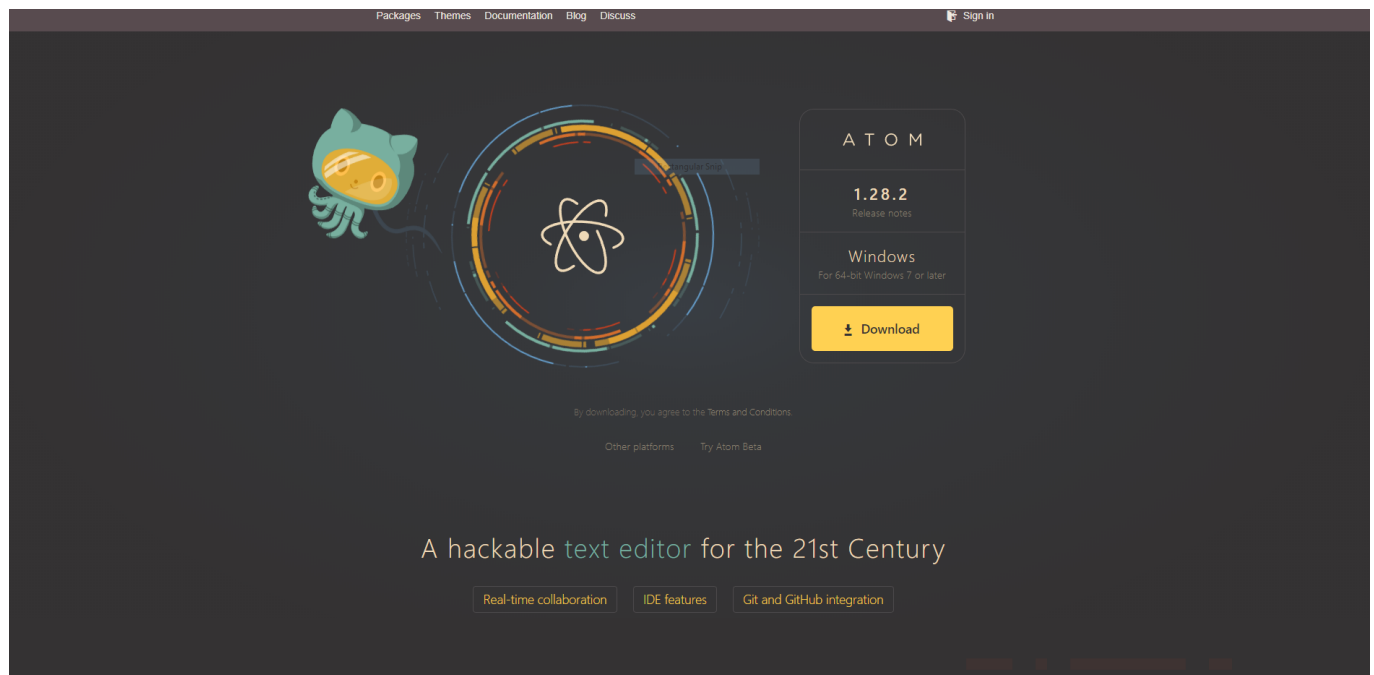 Packages Themes Documentation Blog Discuss Sign in
ATOM
1.28.2
Release notes
Windows
For 64-bit Windows 7 or later
Download
By downloading, you agree to the Terms and Conditions.
Other platforms Try Atom Beta
A hackable text editor for the 21st Century
Real-time collaboration IDE features Git and GitHub integration